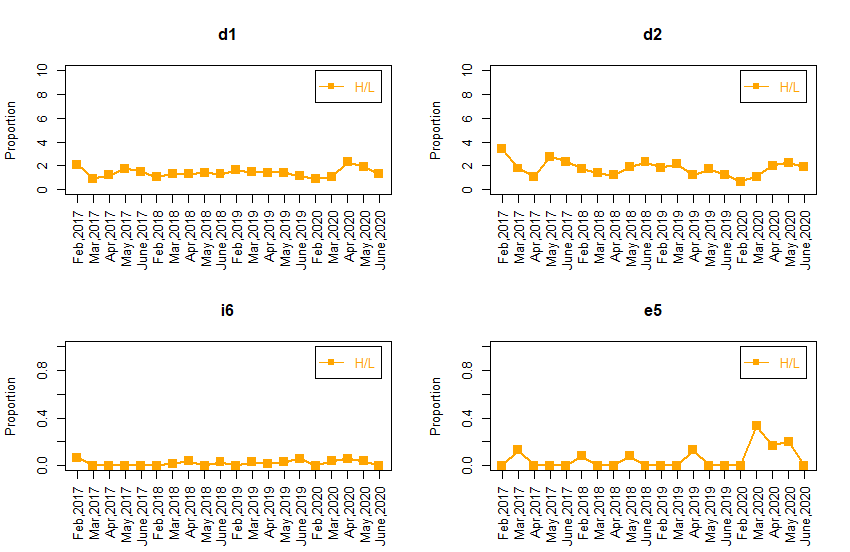 d1
Proportion
10
8
6
4
2
0
H/L
Feb,2017
Mar,2017
Apr,2017
May,2017
June,2017
Feb,2018
Mar,2018
Apr,2018
May,2018
June,2018
Feb,2019
Mar,2019
Apr,2019
May,2019
June,2019
Feb,2020
Mar,2020
Apr,2020
May,2020
June,2020
d2
Proportion
10
8
6
4
2
0
H/L
Feb,2017
Mar,2017
Apr,2017
May,2017
June,2017
Feb,2018
Mar,2018
Apr,2018
May,2018
June,2018
Feb,2019
Mar,2019
Apr,2019
May,2019
June,2019
Feb,2020
Mar,2020
Apr,2020
May,2020
June,2020
i6
Proportion
0.8
0.4
0.0
H/L
Feb,2017
Mar,2017
Apr,2017
May,2017
June,2017
Feb,2018
Mar,2018
Apr,2018
May,2018
June,2018
Feb,2019
Mar,2019
Apr,2019
May,2019
June,2019
Feb,2020
Mar,2020
Apr,2020
May,2020
June,2020
e5
Proportion
0.8
0.4
0.0
H/L
Feb,2017
Mar,2017
Apr,2017
May,2017
June,2017
Feb,2018
Mar,2018
Apr,2018
May,2018
June,2018
Feb,2019
Mar,2019
Apr,2019
May,2019
June,2019
Feb,2020
Mar,2020
Apr,2020
May,2020
June,2020